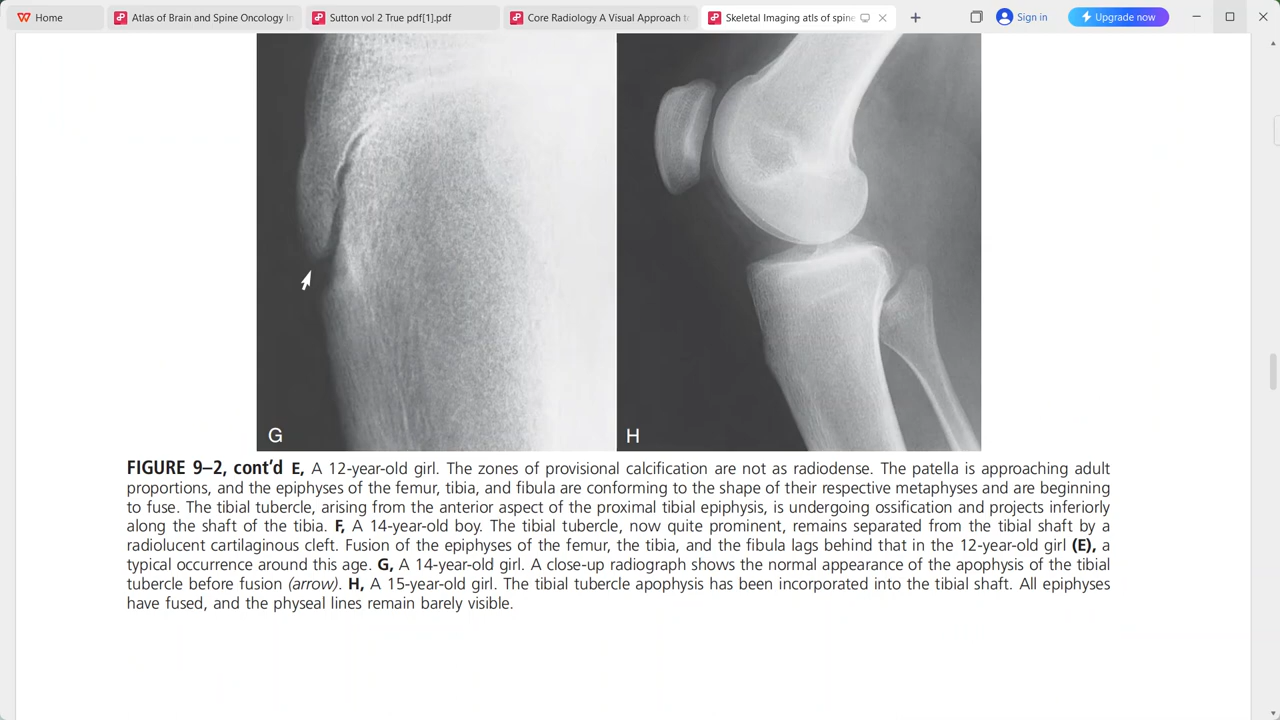 Home
Atlas of Brain and Spine Oncology I
Sutton vol 2 True pdf[1].pdf
Core Radiology A Visual Approach to
Skeletal Imaging atls of spine
Sign in
Upgrade now
G
H
FIGURE 9–2, cont’d E, A 12-year-old girl. The zones of provisional calcification are not as radiodense. The patella is approaching adult
proportions, and the epiphyses of the femur, tibia, and fibula are conforming to the shape of their respective metaphyses and are beginning
to fuse. The tibial tubercle, arising from the anterior aspect of the proximal tibial epiphysis, is undergoing ossification and projects inferiorly
along the shaft of the tibia. F, A 14-year-old boy. The tibial tubercle, now quite prominent, remains separated from the tibial shaft by a
radiolucent cartilaginous cleft. Fusion of the epiphyses of the femur, the tibia, and the fibula lags behind that in the 12-year-old girl (E), a
typical occurrence around this age. G, A 14-year-old girl. A close-up radiograph shows the normal appearance of the apophysis of the tibial
tubercle before fusion (arrow). H, A 15-year-old girl. The tibial tubercle apophysis has been incorporated into the tibial shaft. All epiphyses
have fused, and the physeal lines remain barely visible.